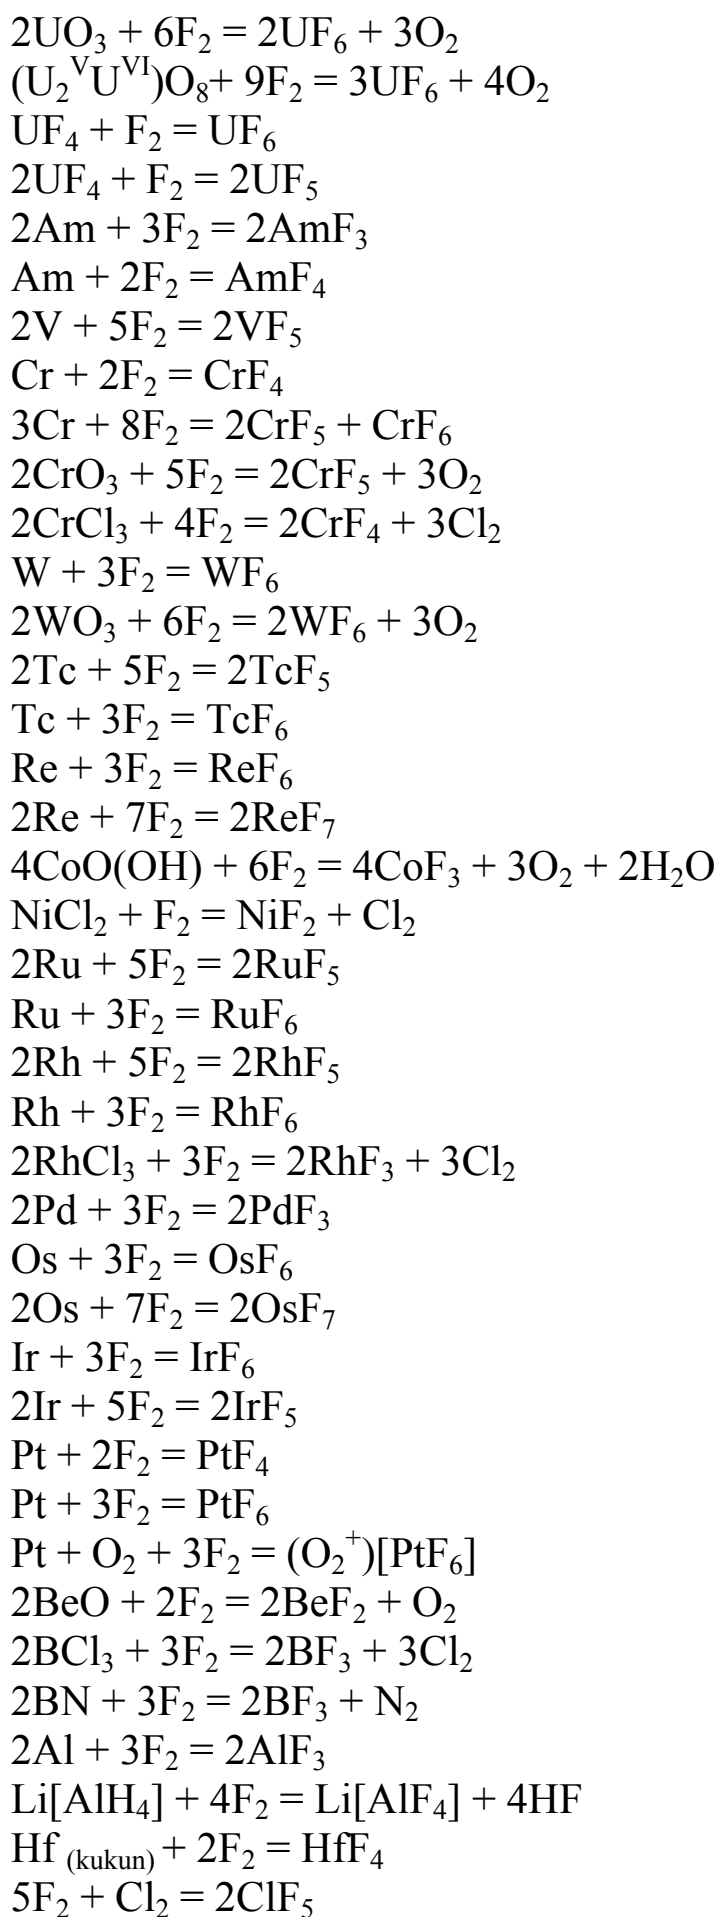 2UO₃ + 6F₂ = 2UF₆ + 3O₂
(U₂ⱽUⱽᴵ)O₈+ 9F₂ = 3UF₆ + 4O₂
UF₄ + F₂ = UF₆
2UF₄ + F₂ = 2UF₅
2Am + 3F₂ = 2AmF₃
Am + 2F₂ = AmF₄
2V + 5F₂ = 2VF₅
Cr + 2F₂ = CrF₄
3Cr + 8F₂ = 2CrF₅ + CrF₆
2CrO₃ + 5F₂ = 2CrF₅ + 3O₂
2CrCl₃ + 4F₂ = 2CrF₄ + 3Cl₂
W + 3F₂ = WF₆
2WO₃ + 6F₂ = 2WF₆ + 3O₂
2Tc + 5F₂ = 2TcF₅
Tc + 3F₂ = TcF₆
Re + 3F₂ = ReF₆
2Re + 7F₂ = 2ReF₇
4CoO(OH) + 6F₂ = 4CoF₃ + 3O₂ + 2H₂O
NiCl₂ + F₂ = NiF₂ + Cl₂
2Ru + 5F₂ = 2RuF₅
Ru + 3F₂ = RuF₆
2Rh + 5F₂ = 2RhF₅
Rh + 3F₂ = RhF₆
2RhCl₃ + 3F₂ = 2RhF₃ + 3Cl₂
2Pd + 3F₂ = 2PdF₃
Os + 3F₂ = OsF₆
2Os + 7F₂ = 2OsF₇
Ir + 3F₂ = IrF₆
2Ir + 5F₂ = 2IrF₅
Pt + 2F₂ = PtF₄
Pt + 3F₂ = PtF₆
Pt + O₂ + 3F₂ = (O₂⁺)[PtF₆]
2BeO + 2F₂ = 2BeF₂ + O₂
2BCl₃ + 3F₂ = 2BF₃ + 3Cl₂
2BN + 3F₂ = 2BF₃ + N₂
2Al + 3F₂ = 2AlF₃
Li[AlH₄] + 4F₂ = Li[AlF₄] + 4HF
Hf (kukun) + 2F₂ = HfF₄
5F₂ + Cl₂ = 2ClF₅